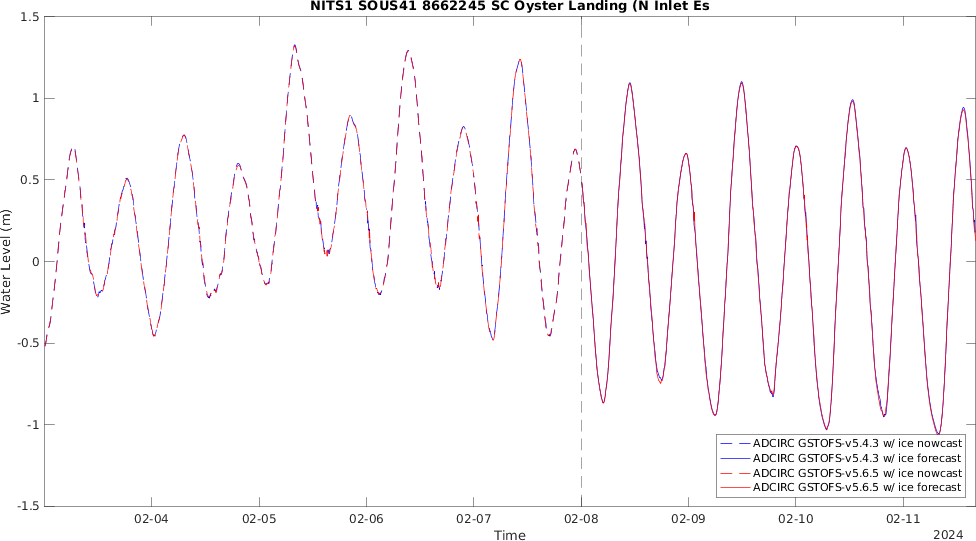 NITS1 SOUS41 8662245 SC Oyster Landing (N Inlet Es
1.5
1
0.5
0
-0.5
-1
-1.5
Water Level (m)
02-04 02-05 02-06 02-07 02-08 02-09 02-10 02-11
Time
2024
ADCIRC GSTOFS-v5.4.3 w/ ice nowcast
ADCIRC GSTOFS-v5.4.3 w/ ice forecast
ADCIRC GSTOFS-v5.6.5 w/ ice nowcast
ADCIRC GSTOFS-v5.6.5 w/ ice forecast